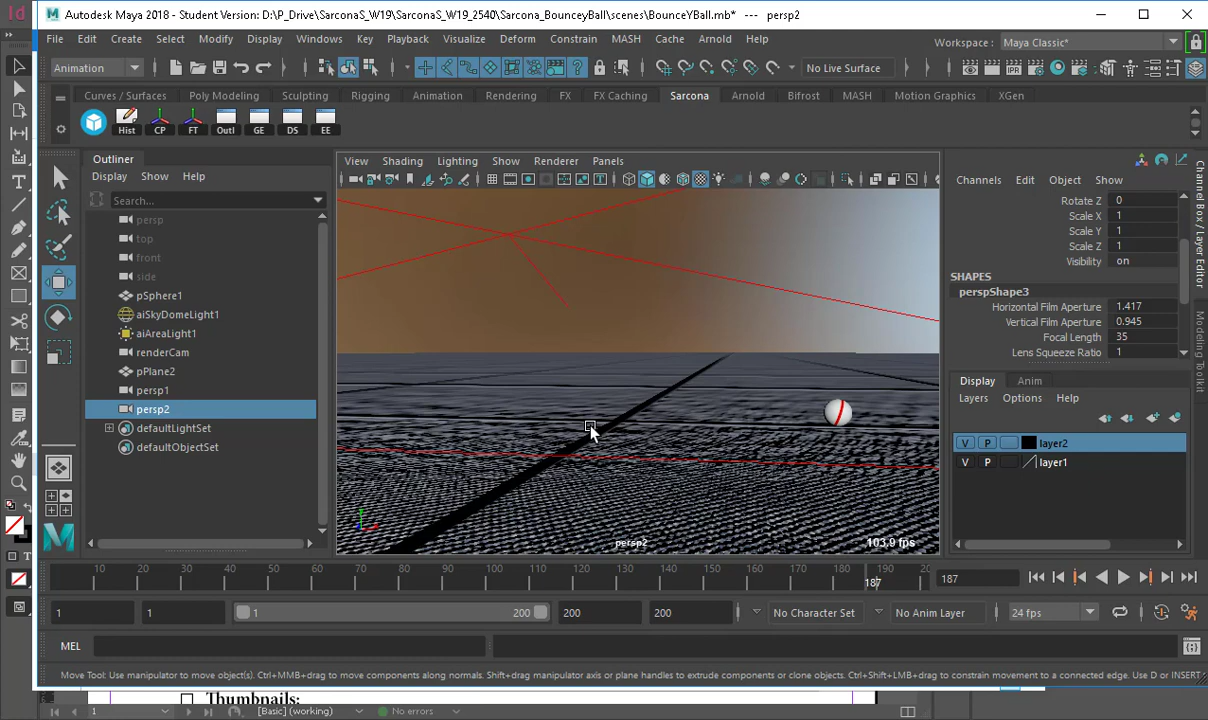 Autodesk Maya 2018 - Student Version: D:\P_Drive\SarconaS_W19\SarconaS_W19_2540\Sarcona_BounceyBall\scenes\BounceYBall.mb* --- persp2
File Edit Create Select Modify Display Windows Key Playback Visualize Deform Constrain MASH Cache Arnold Help
Workspace : Maya Classic*
Animation
No Live Surface
Curves / Surfaces Poly Modeling Sculpting Rigging Animation Rendering FX FX Caching Sarcona Arnold Bifrost MASH Motion Graphics XGen
Hist CP FT Outl GE DS EE
Outliner
Display Show Help
Search...
persp
top
front
side
pSphere1
aiSkyDomeLight1
aiAreaLight1
renderCam
pPlane2
persp1
persp2
defaultLightSet
defaultObjectSet
View Shading Lighting Show Renderer Panels
persp2
103.9 fps
Channels Edit Object Show
Rotate Z 0
Scale X 1
Scale Y 1
Scale Z 1
Visibility on
SHAPES
perspShape3
Horizontal Film Aperture 1.417
Vertical Film Aperture 0.945
Focal Length 35
Lens Squeeze Ratio 1
Display Anim
Layers Options Help
V P layer2
V P layer1
Channel Box / Layer Editor
Modeling Toolkit
10 20 30 40 50 60 70 80 90 100 110 120 130 140 150 160 170 180 190 20
187
187
1 1 1 200 200 200
No Character Set
No Anim Layer
24 fps
MEL
Move Tool: Use manipulator to move object(s). Ctrl+MMB+drag to move components along normals. Shift+drag manipulator axis or plane handles to extrude components or clone objects. Ctrl+Shift+LMB+drag to constrain movement to a connected edge. Use D or INSERT
Thumbnails:
1
[Basic] (working)
No errors